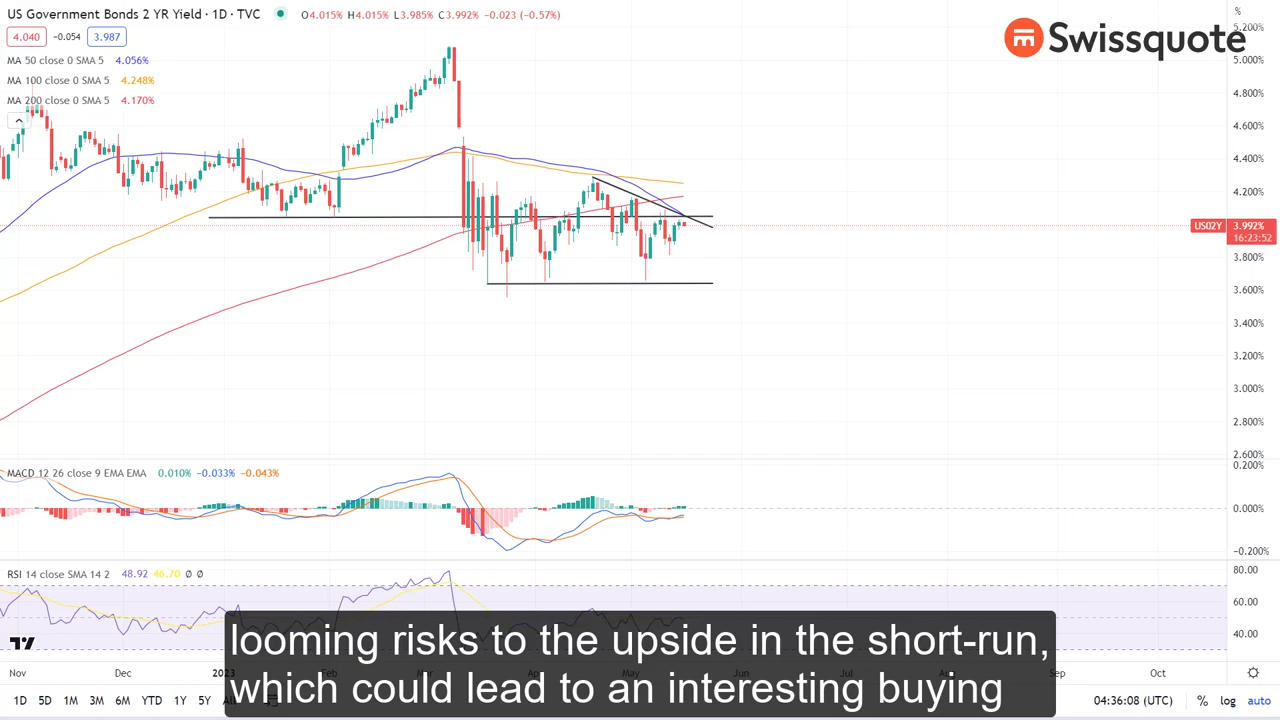 US Government Bonds 2 YR Yield · 1D · TVC O4.015% H4.015% L3.985% C3.992% -0.023 (-0.57%)
4.040 -0.054 3.987
MA 50 close 0 SMA 5 4.056%
MA 100 close 0 SMA 5 4.248%
MA 200 close 0 SMA 5 4.170%
Swissquote
%
5.200%
5.000%
4.800%
4.600%
4.400%
4.200%
US02Y 3.992%
16:23:52
3.800%
3.600%
3.400%
3.200%
3.000%
2.800%
2.600%
MACD 12 26 close 9 EMA EMA 0.010% -0.033% -0.043%
0.200%
0.000%
-0.200%
RSI 14 close SMA 14 2 48.92 46.70 Ø Ø
80.00
60.00
40.00
looming risks to the upside in the short-run,
which could lead to an interesting buying
Nov Dec 2023 Feb Mar Apr May Jun Jul Aug Sep Oct
1D 5D 1M 3M 6M YTD 1Y 5Y All 04:36:08 (UTC) % log auto